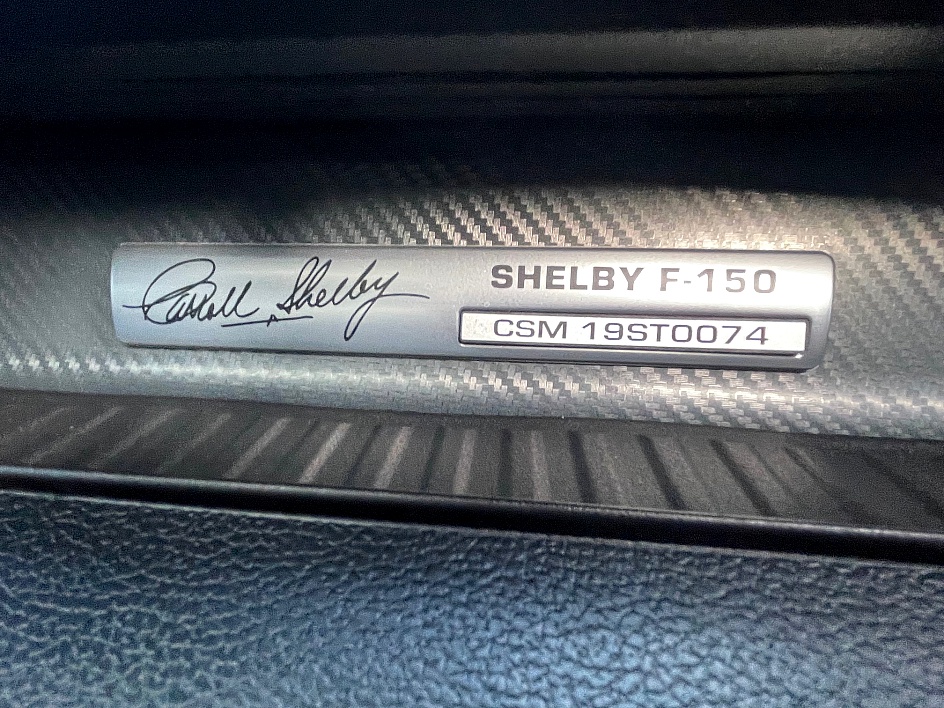 Carroll Shelby
SHELBY F-150
CSM 19ST0074